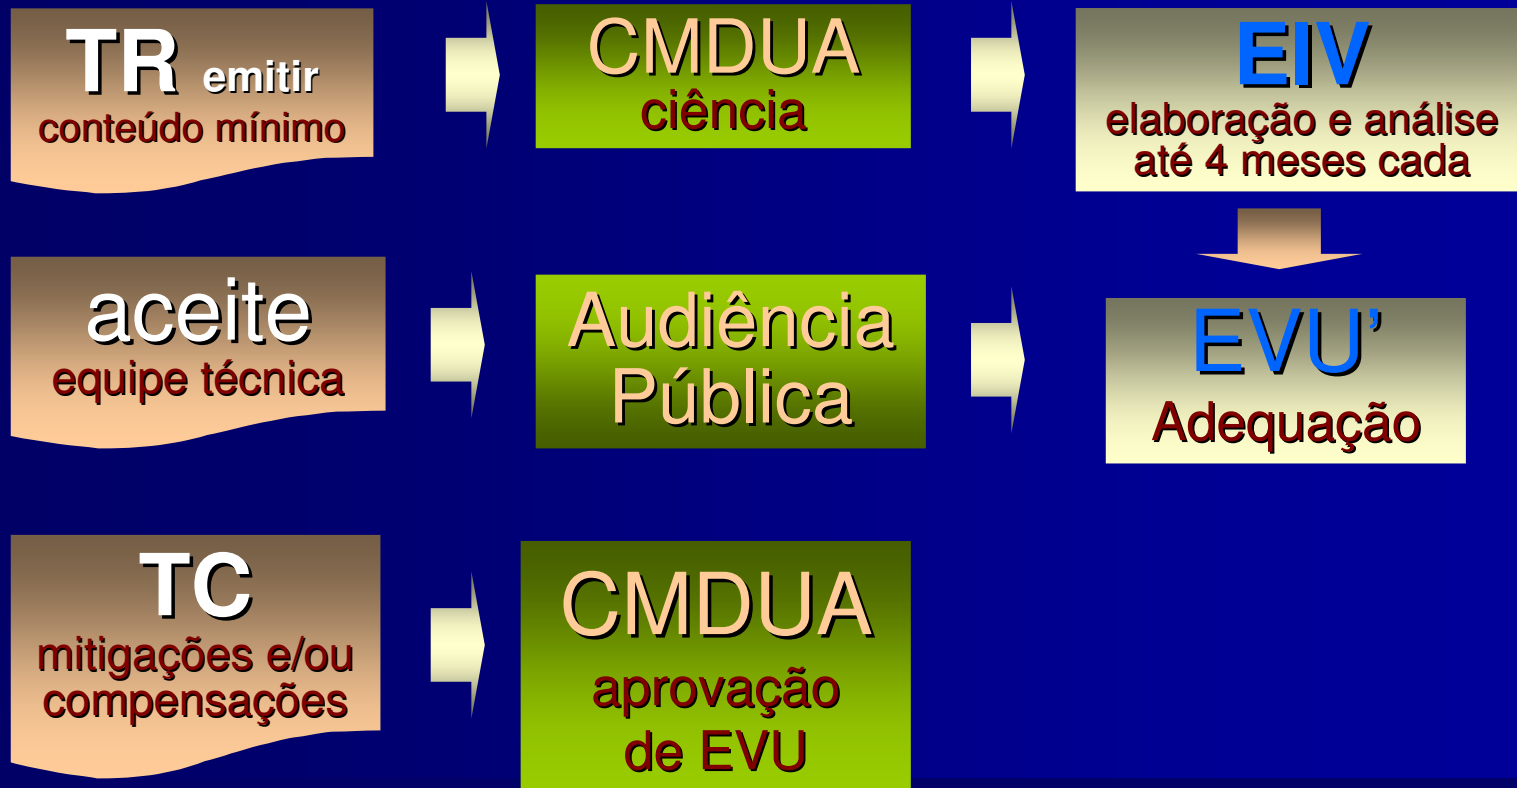 TR emitir
conteúdo mínimo
CMDUA
ciência
EIV
elaboração e análise
até 4 meses cada
aceite
equipe técnica
Audiência
Pública
EVU’
Adequação
TC
mitigações e/ou
compensações
CMDUA
aprovação
de EVU